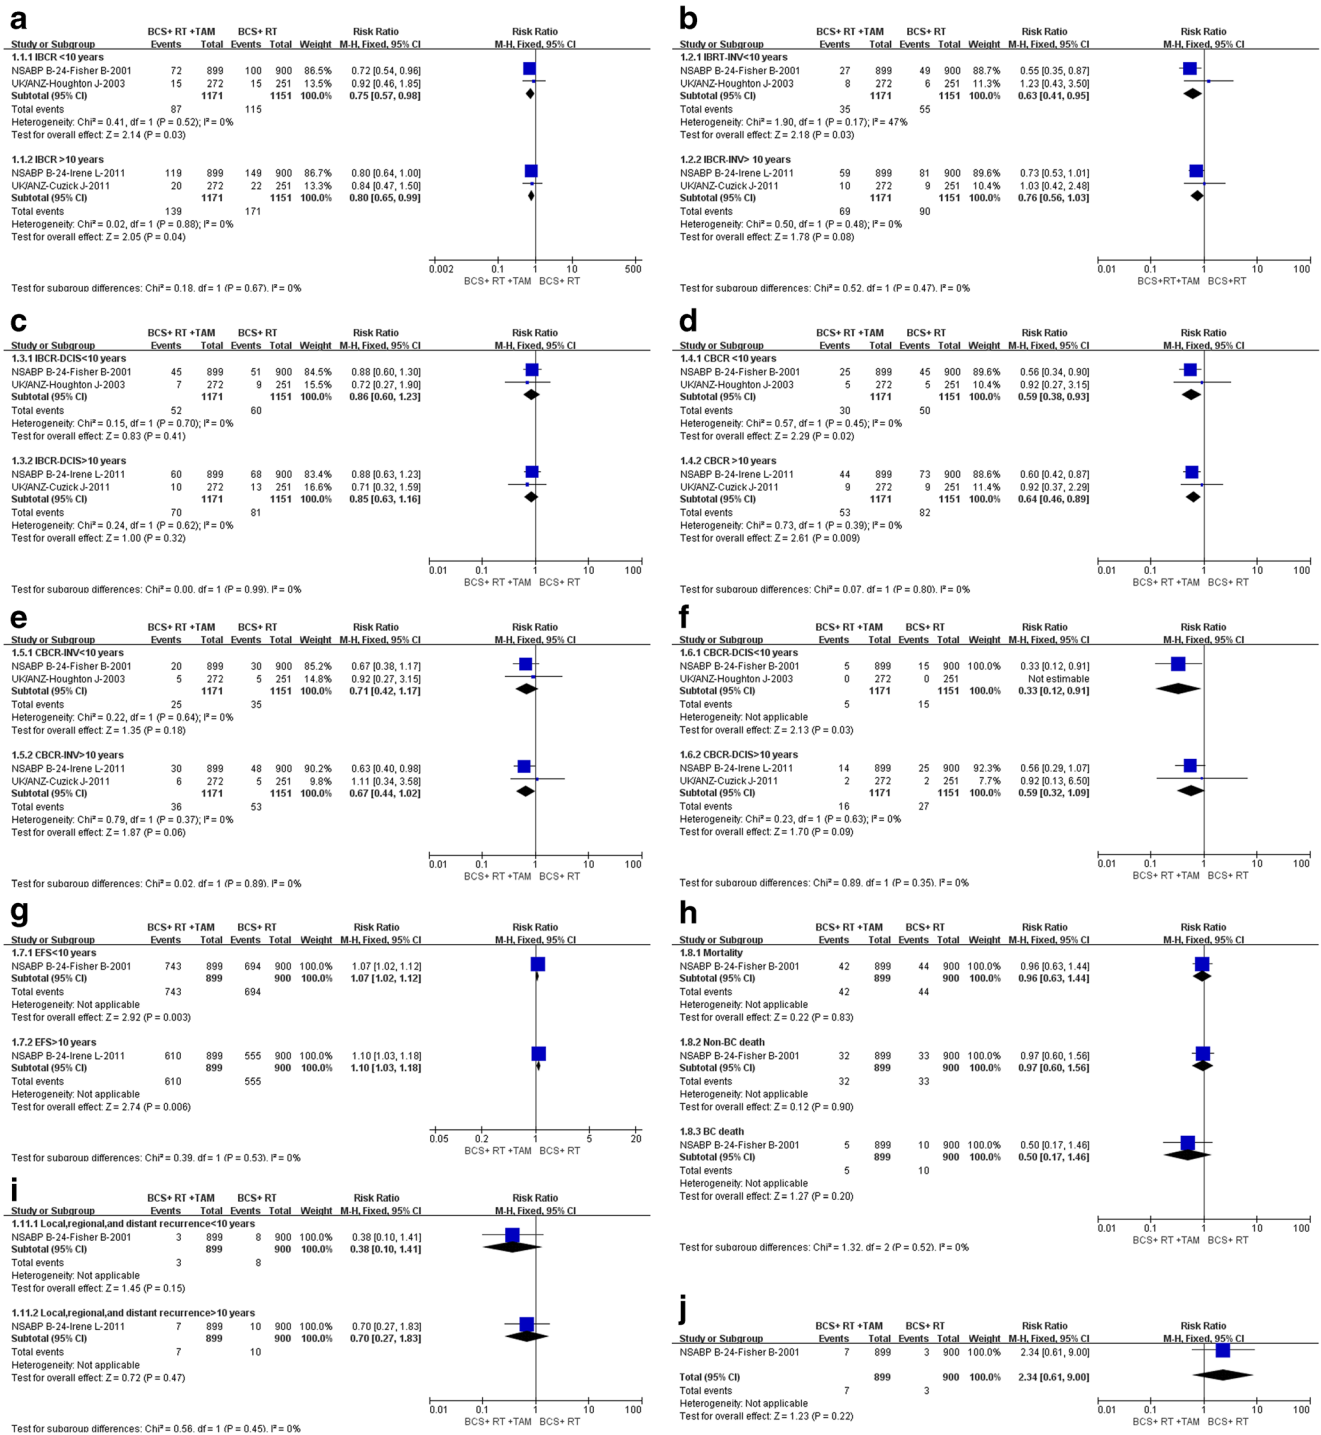 a
BCS+ RT +TAM BCS+ RT Risk Ratio Risk Ratio
Study or Subgroup Events Total Events Total Weight M-H, Fixed, 95% CI M-H, Fixed, 95% CI
1.1.1 IBCR <10 years
NSABP B-24-Fisher B-2001 72 899 100 900 86.5% 0.72 [0.54, 0.96]
UK/ANZ-Houghton J-2003 15 272 15 251 13.5% 0.92 [0.46, 1.85]
Subtotal (95% CI) 1171 1151 100.0% 0.75 [0.57, 0.98]
Total events 87 115
Heterogeneity: Chi² = 0.41, df = 1 (P = 0.52); I² = 0%
Test for overall effect: Z = 2.14 (P = 0.03)
1.1.2 IBCR >10 years
NSABP B-24-Irene L-2011 119 899 149 900 86.7% 0.80 [0.64, 1.00]
UK/ANZ-Cuzick J-2011 20 272 22 251 13.3% 0.84 [0.47, 1.50]
Subtotal (95% CI) 1171 1151 100.0% 0.80 [0.65, 0.99]
Total events 139 171
Heterogeneity: Chi² = 0.02, df = 1 (P = 0.88); I² = 0%
Test for overall effect: Z = 2.05 (P = 0.04)
0.002 0.1 1 10 500
BCS+ RT +TAM BCS+ RT
Test for subgroup differences: Chi² = 0.18, df = 1 (P = 0.67), I² = 0%
b
BCS+ RT +TAM BCS+ RT Risk Ratio Risk Ratio
Study or Subgroup Events Total Events Total Weight M-H, Fixed, 95% CI M-H, Fixed, 95% CI
1.2.1 IBRT-INV<10 years
NSABP B-24-Fisher B-2001 27 899 49 900 88.7% 0.55 [0.35, 0.87]
UK/ANZ-Houghton J-2003 8 272 6 251 11.3% 1.23 [0.43, 3.50]
Subtotal (95% CI) 1171 1151 100.0% 0.63 [0.41, 0.95]
Total events 35 55
Heterogeneity: Chi² = 1.90, df = 1 (P = 0.17); I² = 47%
Test for overall effect: Z = 2.18 (P = 0.03)
1.2.2 IBCR-INV> 10 years
NSABP B-24-Irene L-2011 59 899 81 900 89.6% 0.73 [0.53, 1.01]
UK/ANZ-Cuzick J-2011 10 272 9 251 10.4% 1.03 [0.42, 2.48]
Subtotal (95% CI) 1171 1151 100.0% 0.76 [0.56, 1.03]
Total events 69 90
Heterogeneity: Chi² = 0.50, df = 1 (P = 0.48); I² = 0%
Test for overall effect: Z = 1.78 (P = 0.08)
0.01 0.1 1 10 100
BCS+RT+TAM BCS+RT
Test for subgroup differences: Chi² = 0.52, df = 1 (P = 0.47), I² = 0%
c
BCS+ RT +TAM BCS+ RT Risk Ratio Risk Ratio
Study or Subgroup Events Total Events Total Weight M-H, Fixed, 95% CI M-H, Fixed, 95% CI
1.3.1 IBCR-DCIS<10 years
NSABP B-24-Fisher B-2001 45 899 51 900 84.5% 0.88 [0.60, 1.30]
UK/ANZ-Houghton J-2003 7 272 9 251 15.5% 0.72 [0.27, 1.90]
Subtotal (95% CI) 1171 1151 100.0% 0.86 [0.60, 1.23]
Total events 52 60
Heterogeneity: Chi² = 0.15, df = 1 (P = 0.70); I² = 0%
Test for overall effect: Z = 0.83 (P = 0.41)
1.3.2 IBCR-DCIS>10 years
NSABP B-24-Irene L-2011 60 899 68 900 83.4% 0.88 [0.63, 1.23]
UK/ANZ-Cuzick J-2011 10 272 13 251 16.6% 0.71 [0.32, 1.59]
Subtotal (95% CI) 1171 1151 100.0% 0.85 [0.63, 1.16]
Total events 70 81
Heterogeneity: Chi² = 0.24, df = 1 (P = 0.62); I² = 0%
Test for overall effect: Z = 1.00 (P = 0.32)
0.01 0.1 1 10 100
BCS+ RT +TAM BCS+ RT
Test for subgroup differences: Chi² = 0.00, df = 1 (P = 0.99), I² = 0%
d
BCS+ RT +TAM BCS+ RT Risk Ratio Risk Ratio
Study or Subgroup Events Total Events Total Weight M-H, Fixed, 95% CI M-H, Fixed, 95% CI
1.4.1 CBCR <10 years
NSABP B-24-Fisher B-2001 25 899 45 900 89.6% 0.56 [0.34, 0.90]
UK/ANZ-Houghton J-2003 5 272 5 251 10.4% 0.92 [0.27, 3.15]
Subtotal (95% CI) 1171 1151 100.0% 0.59 [0.38, 0.93]
Total events 30 50
Heterogeneity: Chi² = 0.57, df = 1 (P = 0.45); I² = 0%
Test for overall effect: Z = 2.29 (P = 0.02)
1.4.2 CBCR >10 years
NSABP B-24-Irene L-2011 44 899 73 900 88.6% 0.60 [0.42, 0.87]
UK/ANZ-Cuzick J-2011 9 272 9 251 11.4% 0.92 [0.37, 2.29]
Subtotal (95% CI) 1171 1151 100.0% 0.64 [0.46, 0.89]
Total events 53 82
Heterogeneity: Chi² = 0.73, df = 1 (P = 0.39); I² = 0%
Test for overall effect: Z = 2.61 (P = 0.009)
0.01 0.1 1 10 100
BCS+ RT +TAM BCS+ RT
Test for subgroup differences: Chi² = 0.07, df = 1 (P = 0.80), I² = 0%
e
BCS+ RT +TAM BCS+ RT Risk Ratio Risk Ratio
Study or Subgroup Events Total Events Total Weight M-H, Fixed, 95% CI M-H, Fixed, 95% CI
1.5.1 CBCR-INV<10 years
NSABP B-24-Fisher B-2001 20 899 30 900 85.2% 0.67 [0.38, 1.17]
UK/ANZ-Houghton J-2003 5 272 5 251 14.8% 0.92 [0.27, 3.15]
Subtotal (95% CI) 1171 1151 100.0% 0.71 [0.42, 1.17]
Total events 25 35
Heterogeneity: Chi² = 0.22, df = 1 (P = 0.64); I² = 0%
Test for overall effect: Z = 1.35 (P = 0.18)
1.5.2 CBCR-INV>10 years
NSABP B-24-Irene L-2011 30 899 48 900 90.2% 0.63 [0.40, 0.98]
UK/ANZ-Cuzick J-2011 6 272 5 251 9.8% 1.11 [0.34, 3.58]
Subtotal (95% CI) 1171 1151 100.0% 0.67 [0.44, 1.02]
Total events 36 53
Heterogeneity: Chi² = 0.79, df = 1 (P = 0.37); I² = 0%
Test for overall effect: Z = 1.87 (P = 0.06)
0.01 0.1 1 10 100
BCS+ RT +TAM BCS+ RT
Test for subgroup differences: Chi² = 0.02, df = 1 (P = 0.89), I² = 0%
f
BCS+ RT +TAM BCS+ RT Risk Ratio Risk Ratio
Study or Subgroup Events Total Events Total Weight M-H, Fixed, 95% CI M-H, Fixed, 95% CI
1.6.1 CBCR-DCIS<10 years
NSABP B-24-Fisher B-2001 5 899 15 900 100.0% 0.33 [0.12, 0.91]
UK/ANZ-Houghton J-2003 0 272 0 251 Not estimable
Subtotal (95% CI) 1171 1151 100.0% 0.33 [0.12, 0.91]
Total events 5 15
Heterogeneity: Not applicable
Test for overall effect: Z = 2.13 (P = 0.03)
1.6.2 CBCR-DCIS>10 years
NSABP B-24-Irene L-2011 14 899 25 900 92.3% 0.56 [0.29, 1.07]
UK/ANZ-Cuzick J-2011 2 272 2 251 7.7% 0.92 [0.13, 6.50]
Subtotal (95% CI) 1171 1151 100.0% 0.59 [0.32, 1.09]
Total events 16 27
Heterogeneity: Chi² = 0.23, df = 1 (P = 0.63); I² = 0%
Test for overall effect: Z = 1.70 (P = 0.09)
0.01 0.1 1 10 100
BCS+ RT +TAM BCS+ RT
Test for subgroup differences: Chi² = 0.89, df = 1 (P = 0.35), I² = 0%
g
BCS+ RT +TAM BCS+ RT Risk Ratio Risk Ratio
Study or Subgroup Events Total Events Total Weight M-H, Fixed, 95% CI M-H, Fixed, 95% CI
1.7.1 EFS<10 years
NSABP B-24-Fisher B-2001 743 899 694 900 100.0% 1.07 [1.02, 1.12]
Subtotal (95% CI) 899 900 100.0% 1.07 [1.02, 1.12]
Total events 743 694
Heterogeneity: Not applicable
Test for overall effect: Z = 2.92 (P = 0.003)
1.7.2 EFS>10 years
NSABP B-24-Irene L-2011 610 899 555 900 100.0% 1.10 [1.03, 1.18]
Subtotal (95% CI) 899 900 100.0% 1.10 [1.03, 1.18]
Total events 610 555
Heterogeneity: Not applicable
Test for overall effect: Z = 2.74 (P = 0.006)
0.05 0.2 1 5 20
BCS+ RT +TAM BCS+ RT
Test for subgroup differences: Chi² = 0.39, df = 1 (P = 0.53), I² = 0%
h
BCS+ RT +TAM BCS+ RT Risk Ratio Risk Ratio
Study or Subgroup Events Total Events Total Weight M-H, Fixed, 95% CI M-H, Fixed, 95% CI
1.8.1 Mortality
NSABP B-24-Fisher B-2001 42 899 44 900 100.0% 0.96 [0.63, 1.44]
Subtotal (95% CI) 899 900 100.0% 0.96 [0.63, 1.44]
Total events 42 44
Heterogeneity: Not applicable
Test for overall effect: Z = 0.22 (P = 0.83)
1.8.2 Non-BC death
NSABP B-24-Fisher B-2001 32 899 33 900 100.0% 0.97 [0.60, 1.56]
Subtotal (95% CI) 899 900 100.0% 0.97 [0.60, 1.56]
Total events 32 33
Heterogeneity: Not applicable
Test for overall effect: Z = 0.12 (P = 0.90)
1.8.3 BC death
NSABP B-24-Fisher B-2001 5 899 10 900 100.0% 0.50 [0.17, 1.46]
Subtotal (95% CI) 899 900 100.0% 0.50 [0.17, 1.46]
Total events 5 10
Heterogeneity: Not applicable
Test for overall effect: Z = 1.27 (P = 0.20)
0.01 0.1 1 10 100
BCS+ RT +TAM BCS+ RT
Test for subgroup differences: Chi² = 1.32, df = 2 (P = 0.52), I² = 0%
i
BCS+ RT +TAM BCS+ RT Risk Ratio Risk Ratio
Study or Subgroup Events Total Events Total Weight M-H, Fixed, 95% CI M-H, Fixed, 95% CI
1.11.1 Local,regional,and distant recurrence<10 years
NSABP B-24-Fisher B-2001 3 899 8 900 100.0% 0.38 [0.10, 1.41]
Subtotal (95% CI) 899 900 100.0% 0.38 [0.10, 1.41]
Total events 3 8
Heterogeneity: Not applicable
Test for overall effect: Z = 1.45 (P = 0.15)
1.11.2 Local,regional,and distant recurrence>10 years
NSABP B-24-Irene L-2011 7 899 10 900 100.0% 0.70 [0.27, 1.83]
Subtotal (95% CI) 899 900 100.0% 0.70 [0.27, 1.83]
Total events 7 10
Heterogeneity: Not applicable
Test for overall effect: Z = 0.72 (P = 0.47)
0.01 0.1 1 10 100
BCS+ RT +TAM BCS+ RT
Test for subgroup differences: Chi² = 0.56, df = 1 (P = 0.45), I² = 0%
j
BCS+ RT +TAM BCS+ RT Risk Ratio Risk Ratio
Study or Subgroup Events Total Events Total Weight M-H, Fixed, 95% CI M-H, Fixed, 95% CI
NSABP B-24-Fisher B-2001 7 899 3 900 100.0% 2.34 [0.61, 9.00]
Total (95% CI) 899 900 100.0% 2.34 [0.61, 9.00]
Total events 7 3
Heterogeneity: Not applicable
Test for overall effect: Z = 1.23 (P = 0.22)
0.01 0.1 1 10 100
BCS+ RT +TAM BCS+ RT